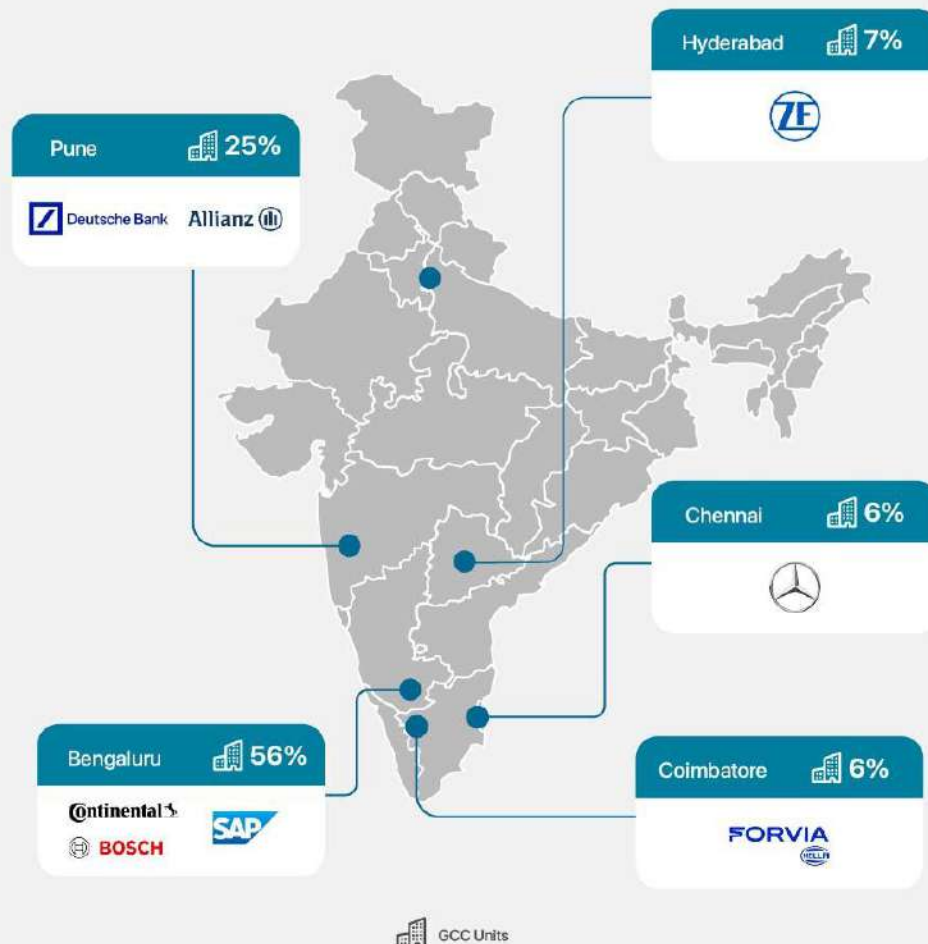 Hyderabad 7%
ZF
Pune 25%
Deutsche Bank Allianz
Chennai 6%
Bengaluru 56%
Continental
SAP
BOSCH
Coimbatore 6%
FORVIA
HELLA
GCC Units